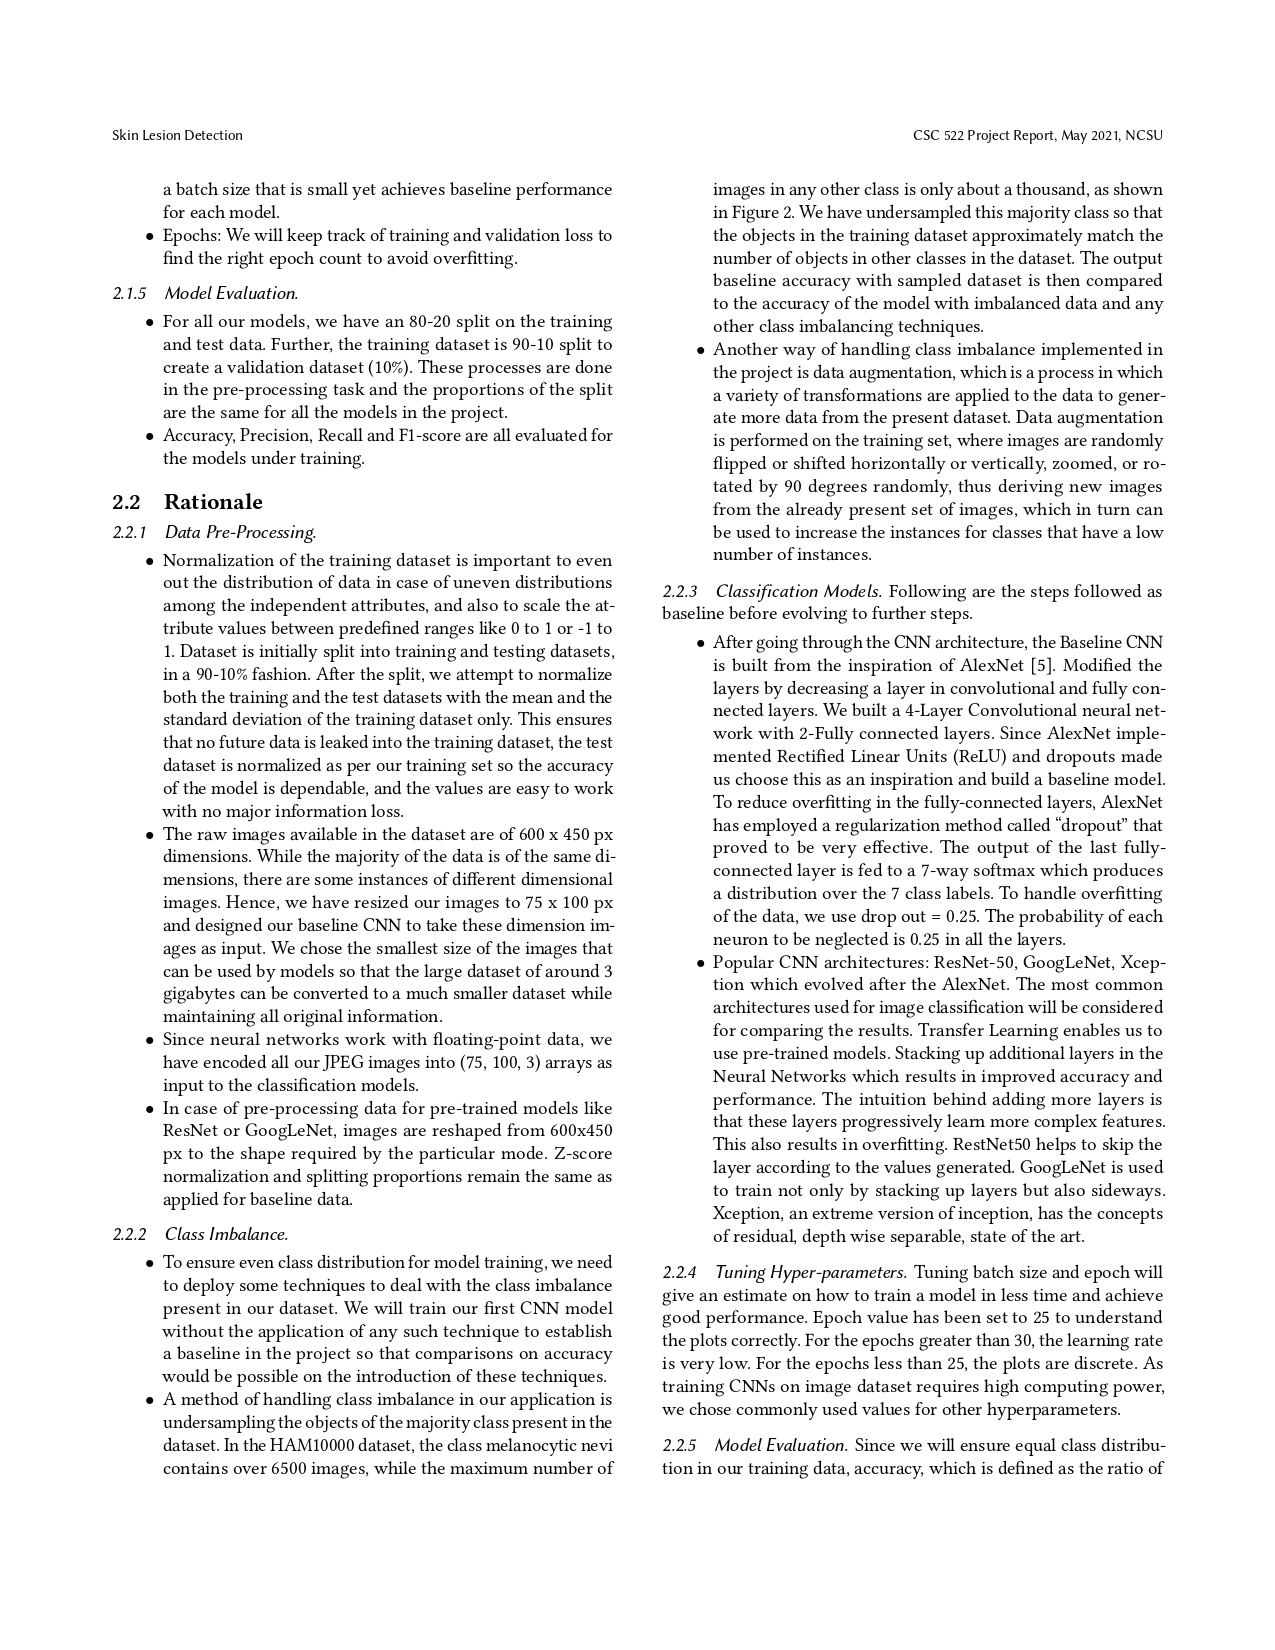 Skin Lesion Detection
CSC 522 Project Report, May 2021, NCSU
a batch size that is small yet achieves baseline performance
for each model.
• Epochs: We will keep track of training and validation loss to
find the right epoch count to avoid overfitting.
2.1.5 Model Evaluation.
• For all our models, we have an 80-20 split on the training
and test data. Further, the training dataset is 90-10 split to
create a validation dataset (10%). These processes are done
in the pre-processing task and the proportions of the split
are the same for all the models in the project.
• Accuracy, Precision, Recall and F1-score are all evaluated for
the models under training.
2.2 Rationale
2.2.1 Data Pre-Processing.
• Normalization of the training dataset is important to even
out the distribution of data in case of uneven distributions
among the independent attributes, and also to scale the at-
tribute values between predefined ranges like 0 to 1 or -1 to
1. Dataset is initially split into training and testing datasets,
in a 90-10% fashion. After the split, we attempt to normalize
both the training and the test datasets with the mean and the
standard deviation of the training dataset only. This ensures
that no future data is leaked into the training dataset, the test
dataset is normalized as per our training set so the accuracy
of the model is dependable, and the values are easy to work
with no major information loss.
• The raw images available in the dataset are of 600 x 450 px
dimensions. While the majority of the data is of the same di-
mensions, there are some instances of different dimensional
images. Hence, we have resized our images to 75 x 100 px
and designed our baseline CNN to take these dimension im-
ages as input. We chose the smallest size of the images that
can be used by models so that the large dataset of around 3
gigabytes can be converted to a much smaller dataset while
maintaining all original information.
• Since neural networks work with floating-point data, we
have encoded all our JPEG images into (75, 100, 3) arrays as
input to the classification models.
• In case of pre-processing data for pre-trained models like
ResNet or GoogLeNet, images are reshaped from 600x450
px to the shape required by the particular mode. Z-score
normalization and splitting proportions remain the same as
applied for baseline data.
2.2.2 Class Imbalance.
• To ensure even class distribution for model training, we need
to deploy some techniques to deal with the class imbalance
present in our dataset. We will train our first CNN model
without the application of any such technique to establish
a baseline in the project so that comparisons on accuracy
would be possible on the introduction of these techniques.
• A method of handling class imbalance in our application is
undersampling the objects of the majority class present in the
dataset. In the HAM10000 dataset, the class melanocytic nevi
contains over 6500 images, while the maximum number of
images in any other class is only about a thousand, as shown
in Figure 2. We have undersampled this majority class so that
the objects in the training dataset approximately match the
number of objects in other classes in the dataset. The output
baseline accuracy with sampled dataset is then compared
to the accuracy of the model with imbalanced data and any
other class imbalancing techniques.
• Another way of handling class imbalance implemented in
the project is data augmentation, which is a process in which
a variety of transformations are applied to the data to gener-
ate more data from the present dataset. Data augmentation
is performed on the training set, where images are randomly
flipped or shifted horizontally or vertically, zoomed, or ro-
tated by 90 degrees randomly, thus deriving new images
from the already present set of images, which in turn can
be used to increase the instances for classes that have a low
number of instances.
2.2.3 Classification Models. Following are the steps followed as
baseline before evolving to further steps.
• After going through the CNN architecture, the Baseline CNN
is built from the inspiration of AlexNet [5]. Modified the
layers by decreasing a layer in convolutional and fully con-
nected layers. We built a 4-Layer Convolutional neural net-
work with 2-Fully connected layers. Since AlexNet imple-
mented Rectified Linear Units (ReLU) and dropouts made
us choose this as an inspiration and build a baseline model.
To reduce overfitting in the fully-connected layers, AlexNet
has employed a regularization method called “dropout” that
proved to be very effective. The output of the last fully-
connected layer is fed to a 7-way softmax which produces
a distribution over the 7 class labels. To handle overfitting
of the data, we use drop out = 0.25. The probability of each
neuron to be neglected is 0.25 in all the layers.
• Popular CNN architectures: ResNet-50, GoogLeNet, Xcep-
tion which evolved after the AlexNet. The most common
architectures used for image classification will be considered
for comparing the results. Transfer Learning enables us to
use pre-trained models. Stacking up additional layers in the
Neural Networks which results in improved accuracy and
performance. The intuition behind adding more layers is
that these layers progressively learn more complex features.
This also results in overfitting. RestNet50 helps to skip the
layer according to the values generated. GoogLeNet is used
to train not only by stacking up layers but also sideways.
Xception, an extreme version of inception, has the concepts
of residual, depth wise separable, state of the art.
2.2.4 Tuning Hyper-parameters. Tuning batch size and epoch will
give an estimate on how to train a model in less time and achieve
good performance. Epoch value has been set to 25 to understand
the plots correctly. For the epochs greater than 30, the learning rate
is very low. For the epochs less than 25, the plots are discrete. As
training CNNs on image dataset requires high computing power,
we chose commonly used values for other hyperparameters.
2.2.5 Model Evaluation. Since we will ensure equal class distribu-
tion in our training data, accuracy, which is defined as the ratio of